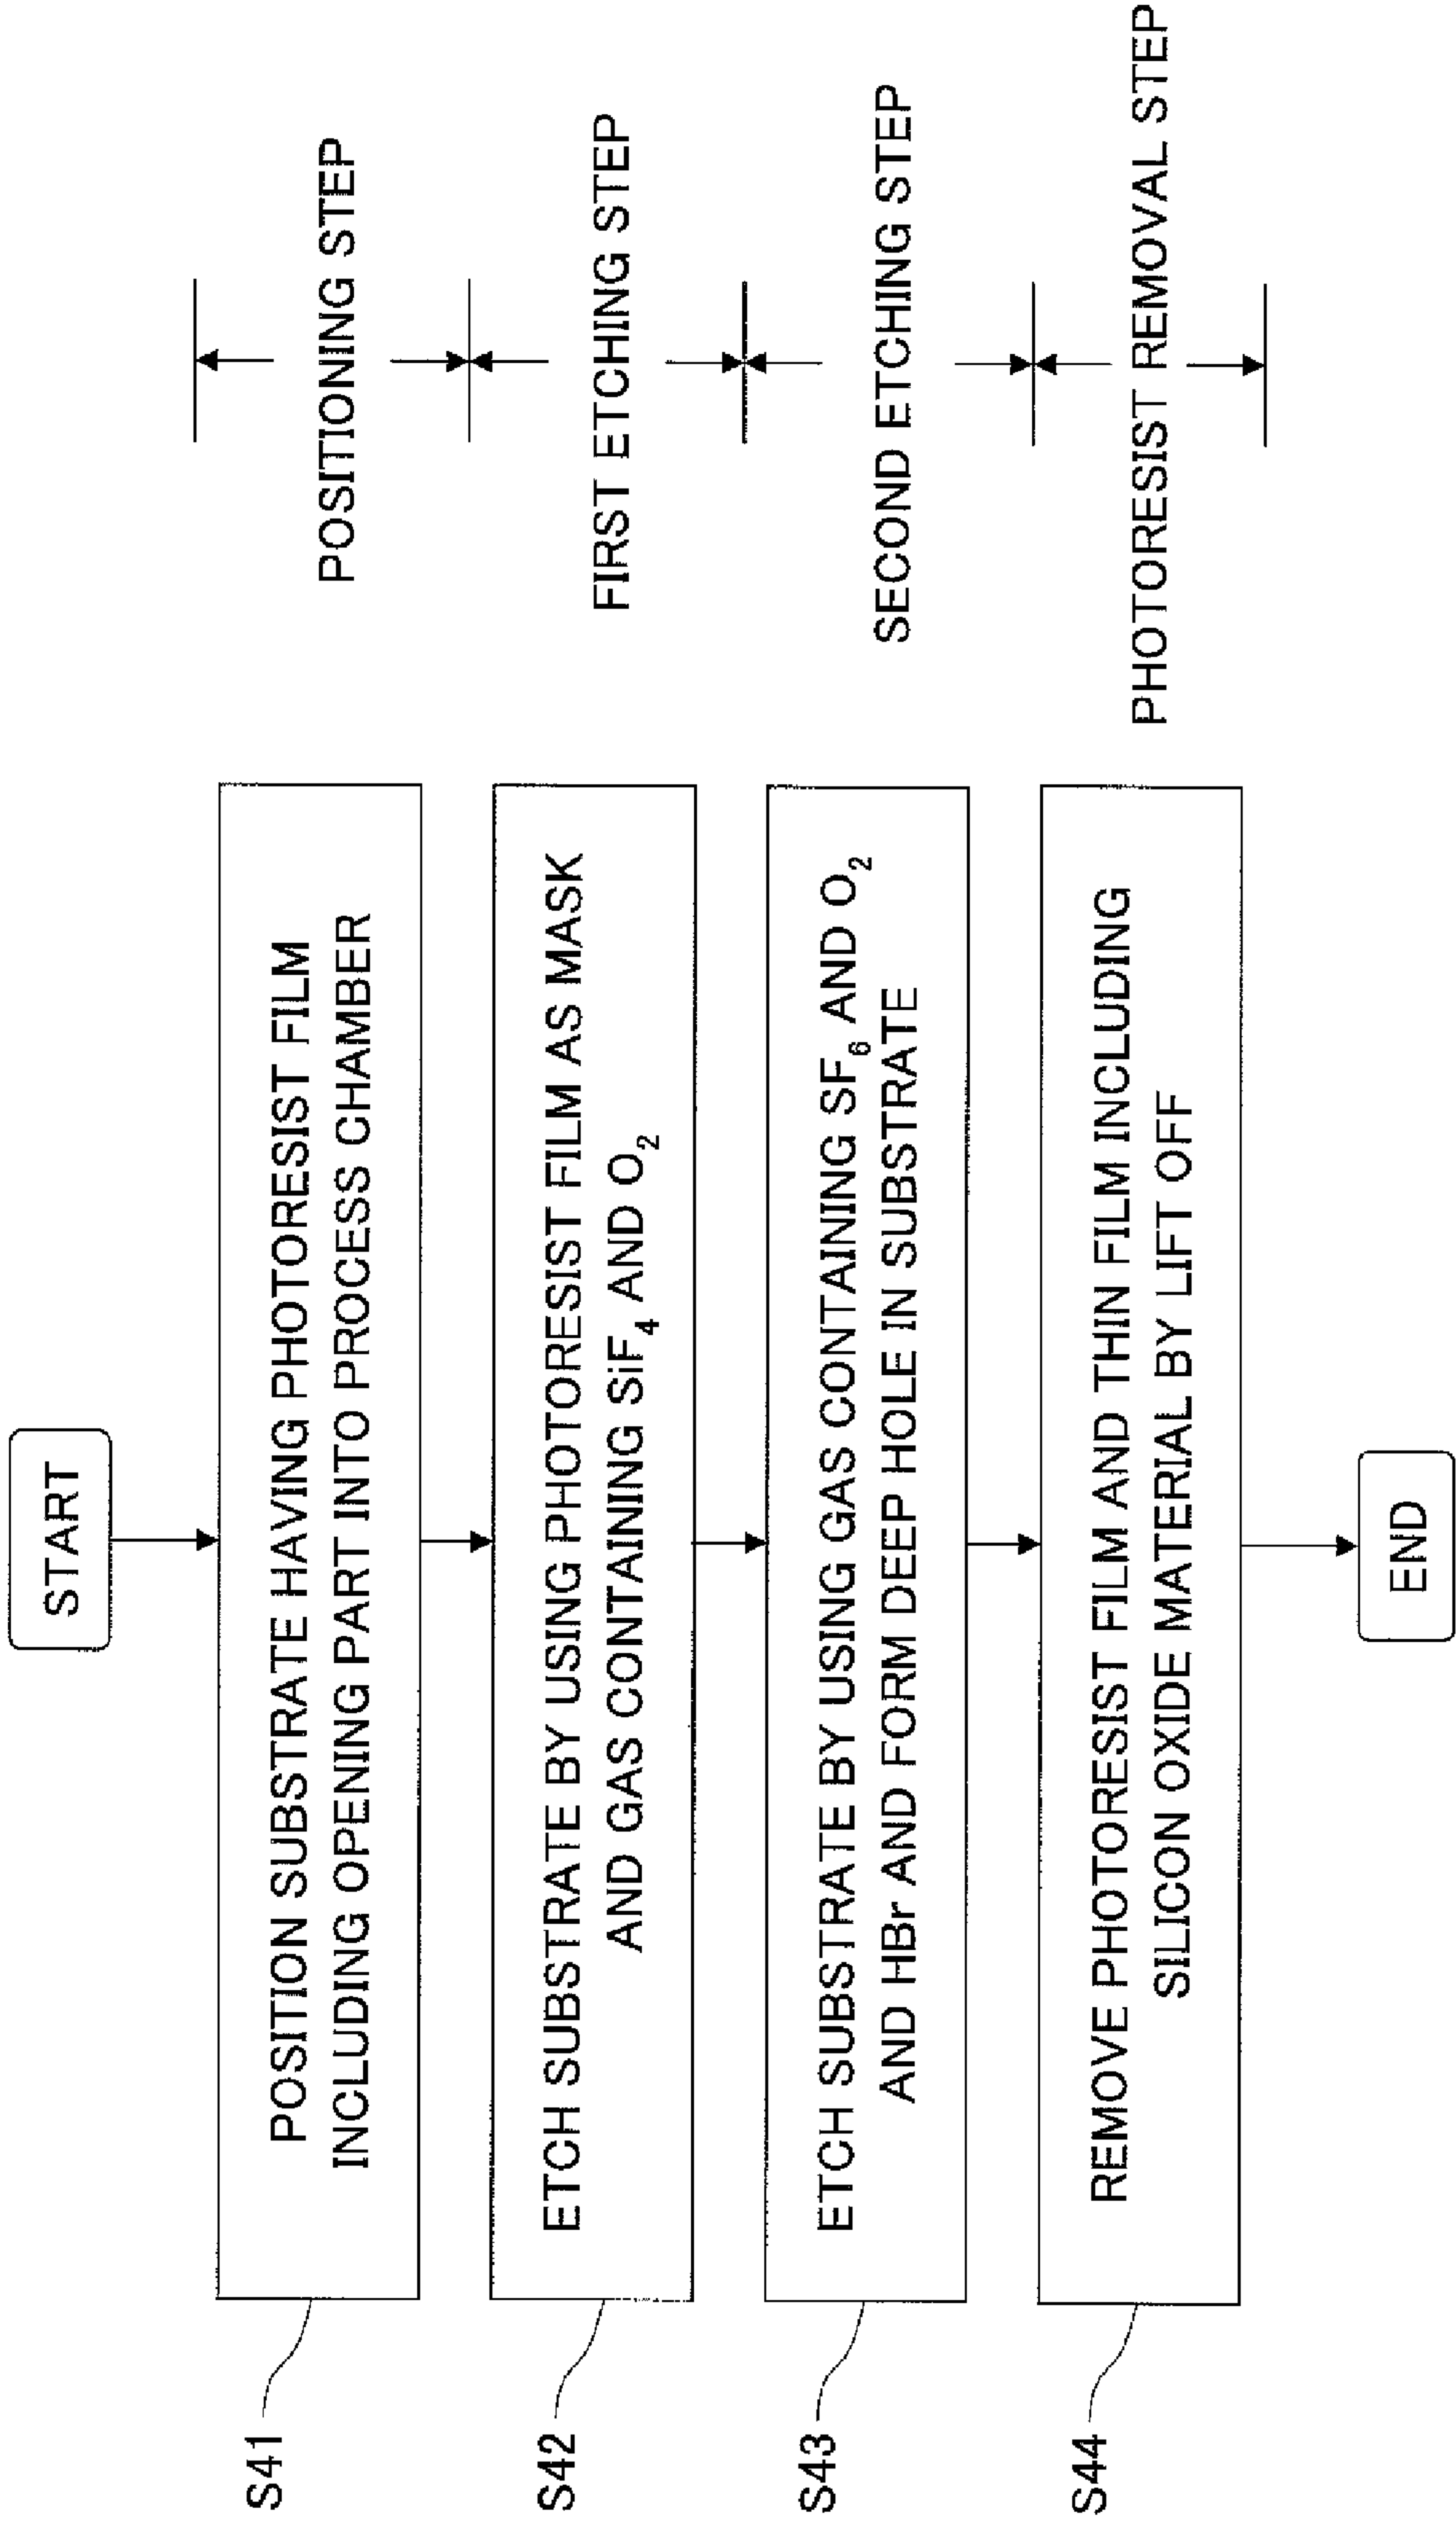 START
S41
POSITION SUBSTRATE HAVING PHOTORESIST FILM
INCLUDING OPENING PART INTO PROCESS CHAMBER
POSITIONING STEP
S42
ETCH SUBSTRATE BY USING PHOTORESIST FILM AS MASK
AND GAS CONTAINING SiF₄ AND O₂
FIRST ETCHING STEP
S43
ETCH SUBSTRATE BY USING GAS CONTAINING SF₆ AND O₂
AND HBr AND FORM DEEP HOLE IN SUBSTRATE
SECOND ETCHING STEP
S44
REMOVE PHOTORESIST FILM AND THIN FILM INCLUDING
SILICON OXIDE MATERIAL BY LIFT OFF
PHOTORESIST REMOVAL STEP
END